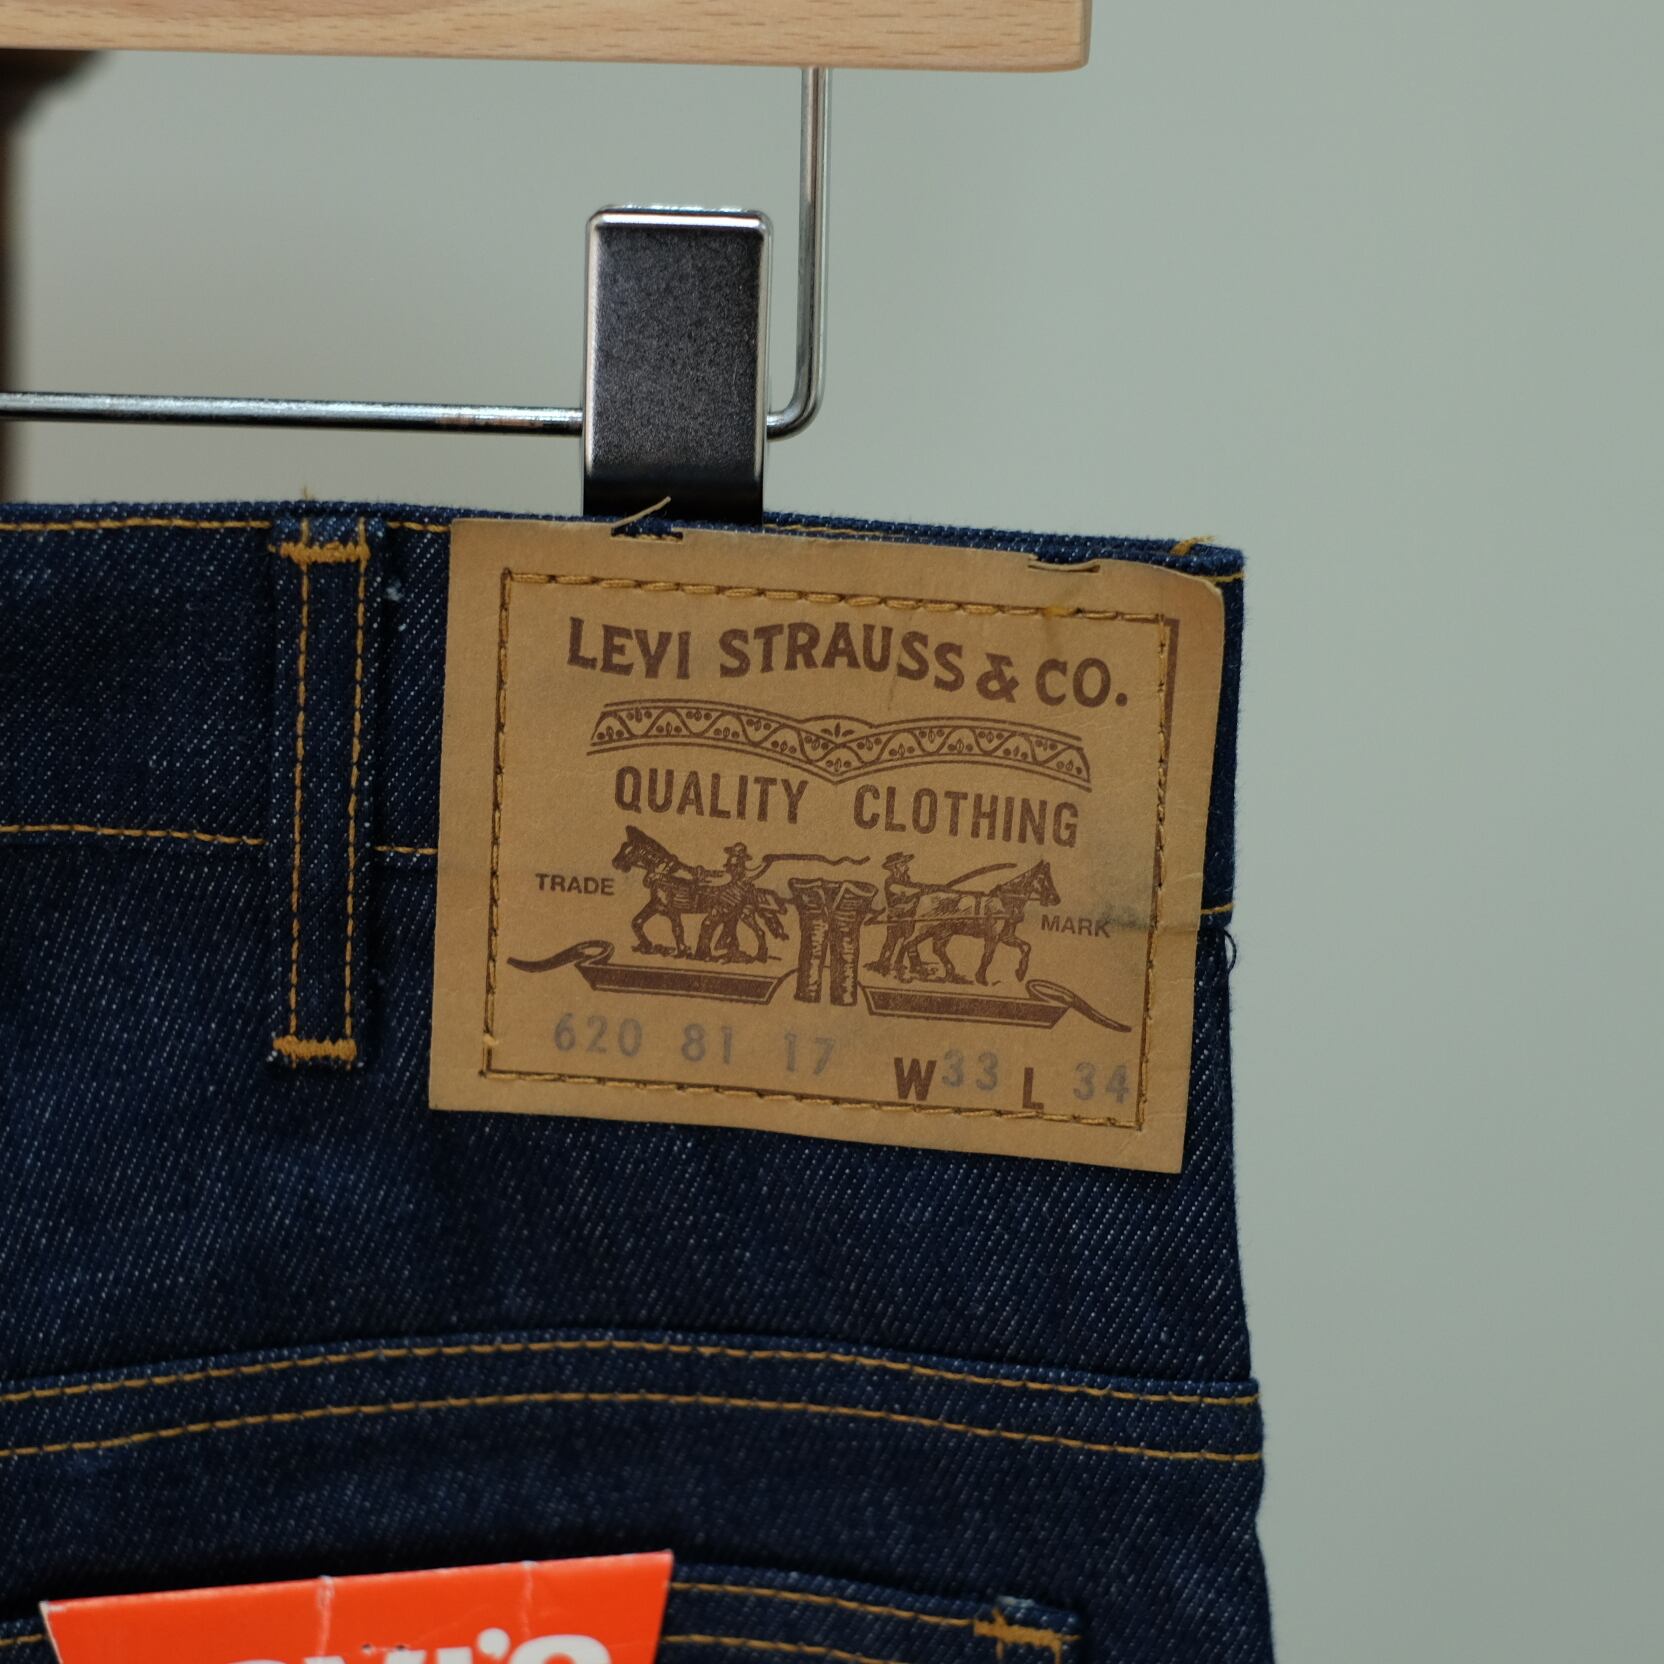 LEVI STRAUSS & CO.
QUALITY CLOTHING
TRADE MARK
620 81 17 W33 L 34